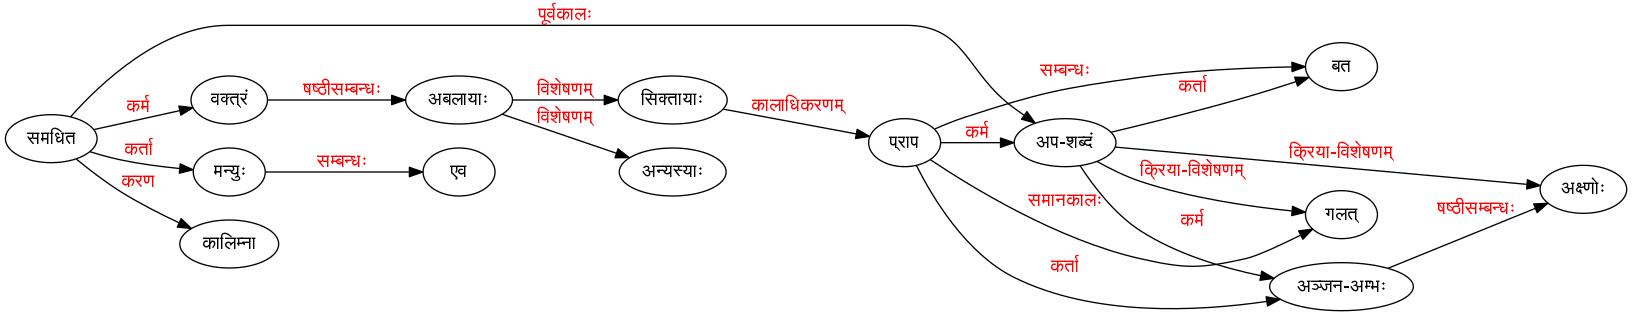 पूर्वकालः
समधित
कर्म
वक्त्रं
षष्ठीसम्बन्धः
अबलायाः
विशेषणम्
सिक्तायाः
विशेषणम्
अन्यस्याः
कर्ता
मन्युः
सम्बन्धः
एव
करण
कालिम्ना
कालाधिकरणम्
प्राप
सम्बन्धः
बत
कर्ता
कर्म
अप-शब्दं
क्रिया-विशेषणम्
अक्ष्णोः
क्रिया-विशेषणम्
गलत्
समानकालः
कर्म
षष्ठीसम्बन्धः
कर्ता
अञ्जन-अम्भः